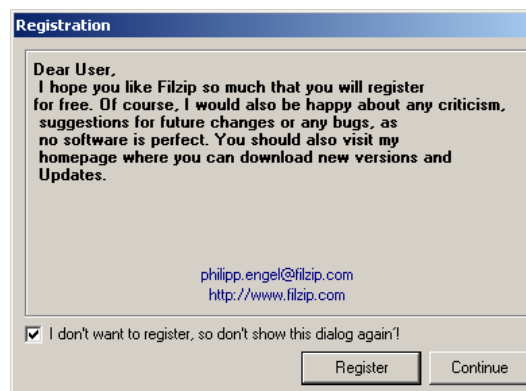 Registration
Dear User,
I hope you like Filzip so much that you will register
for free. Of course, I would also be happy about any criticism,
suggestions for future changes or any bugs, as
no software is perfect. You should also visit my
homepage where you can download new versions and
Updates.
philipp.engel@filzip.com
http://www.filzip.com
I don't want to register, so don't show this dialog again'!
Register
Continue